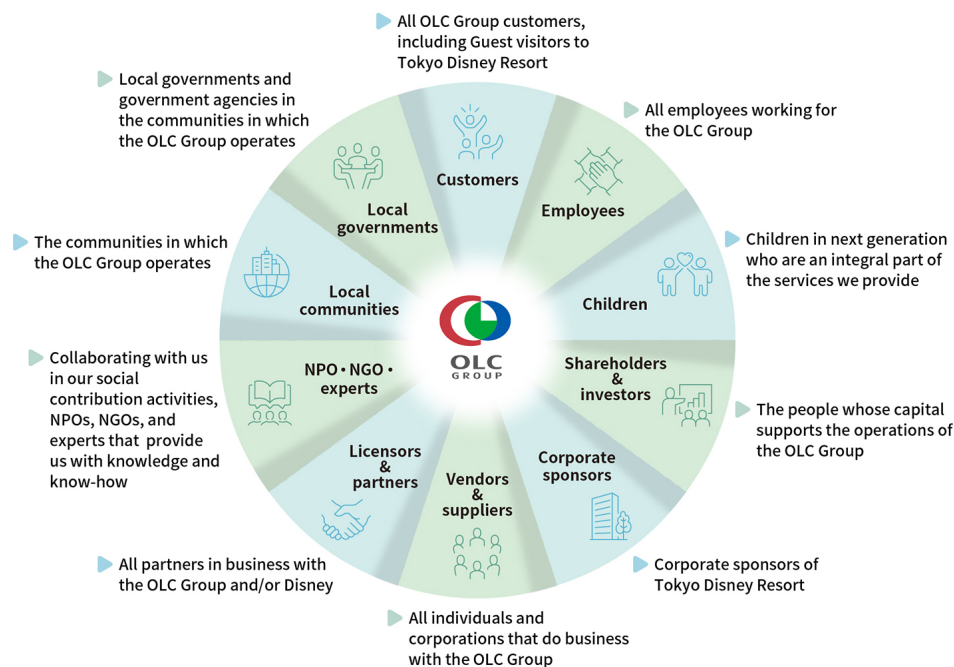 All OLC Group customers,
including Guest visitors to
Tokyo Disney Resort
Customers
All employees working for
the OLC Group
Employees
Children in next generation
who are an integral part of
the services we provide
Children
The people whose capital
supports the operations of
the OLC Group
Shareholders
&
investors
Corporate sponsors of
Tokyo Disney Resort
Corporate
sponsors
All individuals and
corporations that do business
with the OLC Group
Vendors
&
suppliers
All partners in business with
the OLC Group and/or Disney
Licensors
&
partners
Collaborating with us
in our social
contribution activities,
NPOs, NGOs, and
experts that provide
us with knowledge and
know-how
NPO・NGO・
experts
The communities in which
the OLC Group operates
Local
communities
Local governments and
government agencies in
the communities in which
the OLC Group operates
Local
governments
OLC
GROUP